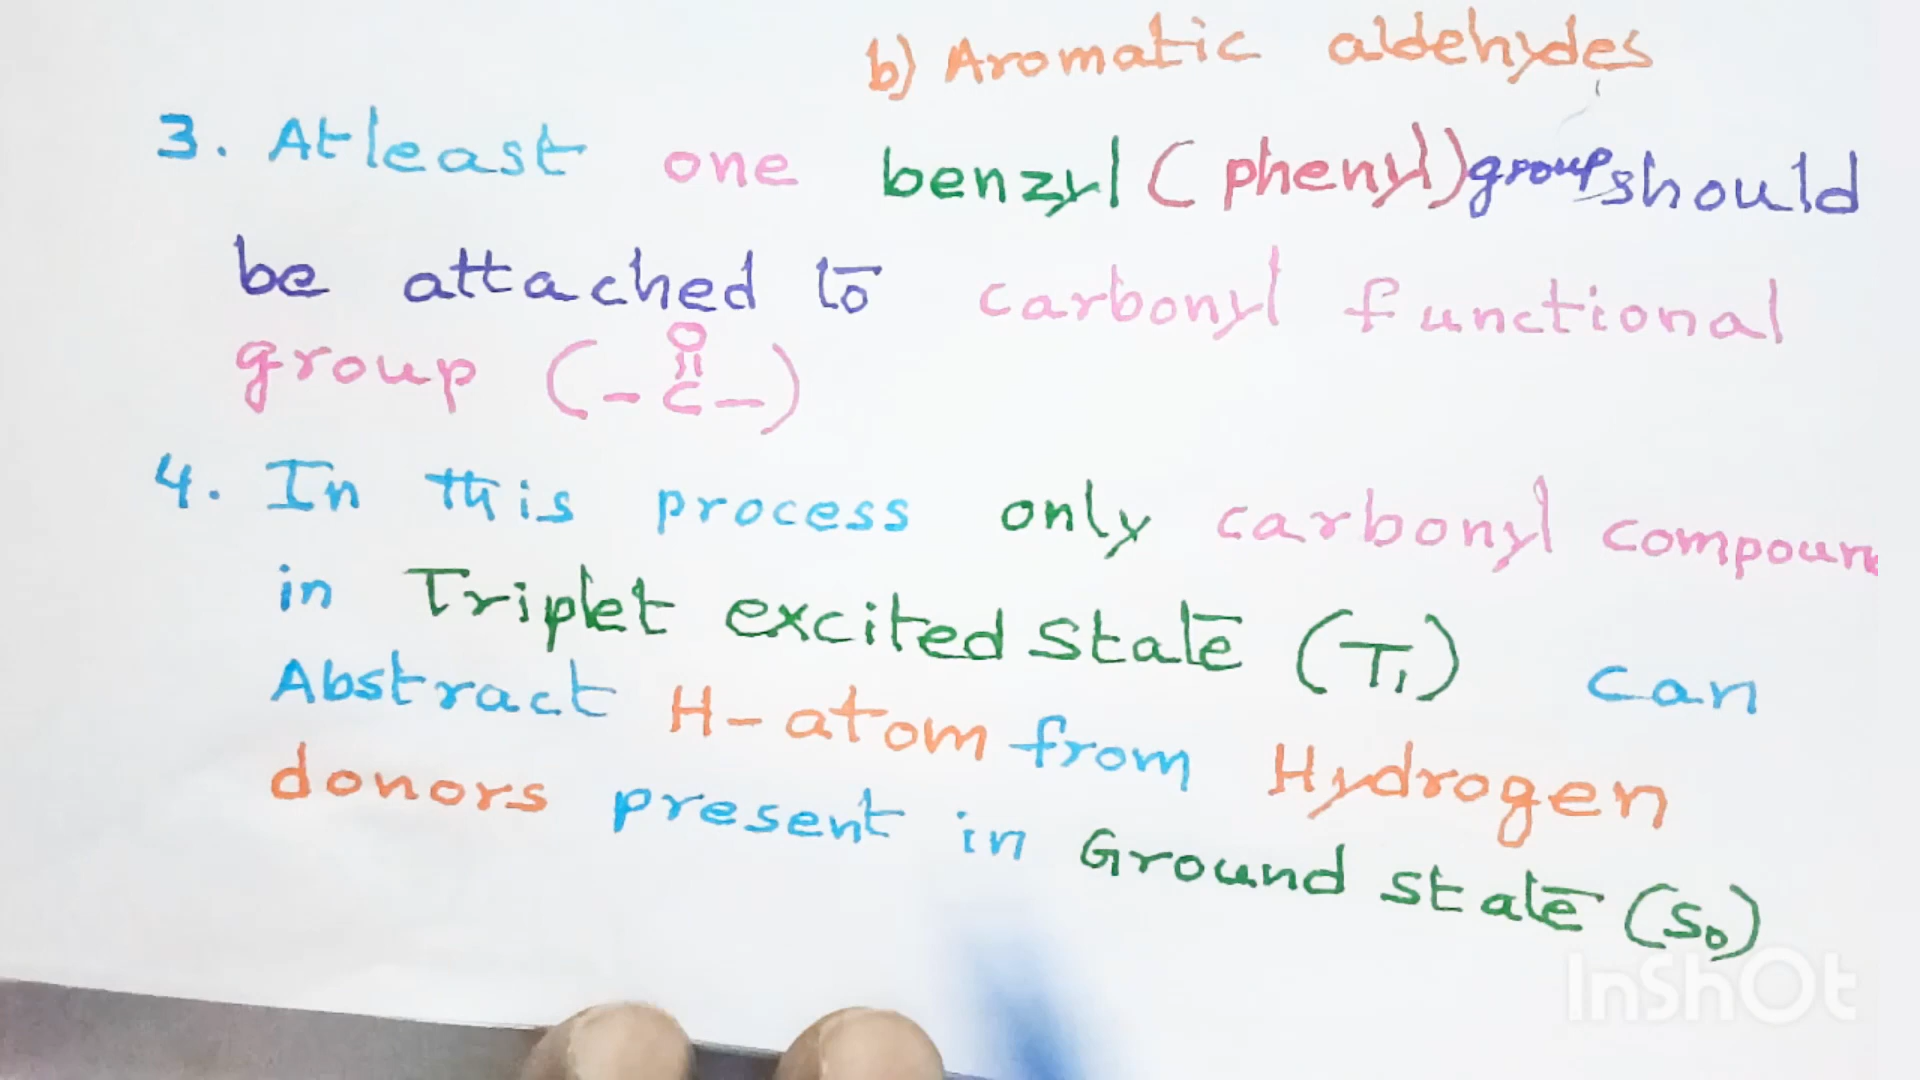 b) Aromatic aldehydes
3. Atleast one benzyl (phenyl) group should
be attached to carbonyl functional
group (-C-)
O
4. In this process only carbonyl compoun
in Triplet excited state (T1) can
Abstract H-atom from Hydrogen
donors present in Ground state (S0)
InShOt